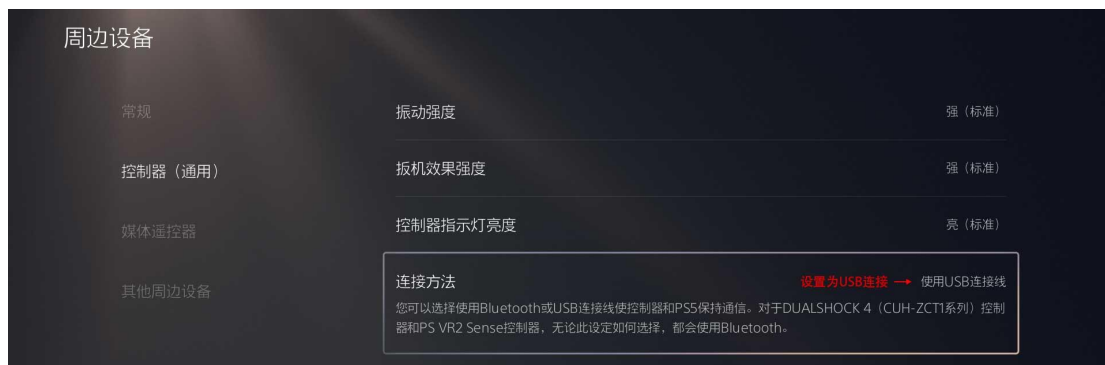 周边设备
常规
振动强度 强（标准）
控制器（通用）
扳机效果强度 强（标准）
媒体遥控器
控制器指示灯亮度 亮（标准）
其他周边设备
连接方法 设置为USB连接 → 使用USB连接线
您可以选择使用Bluetooth或USB连接线使控制器和PS5保持通信。对于DUALSHOCK 4（CUH-ZCT1系列）控制
器和PS VR2 Sense控制器，无论此设定如何选择，都会使用Bluetooth。